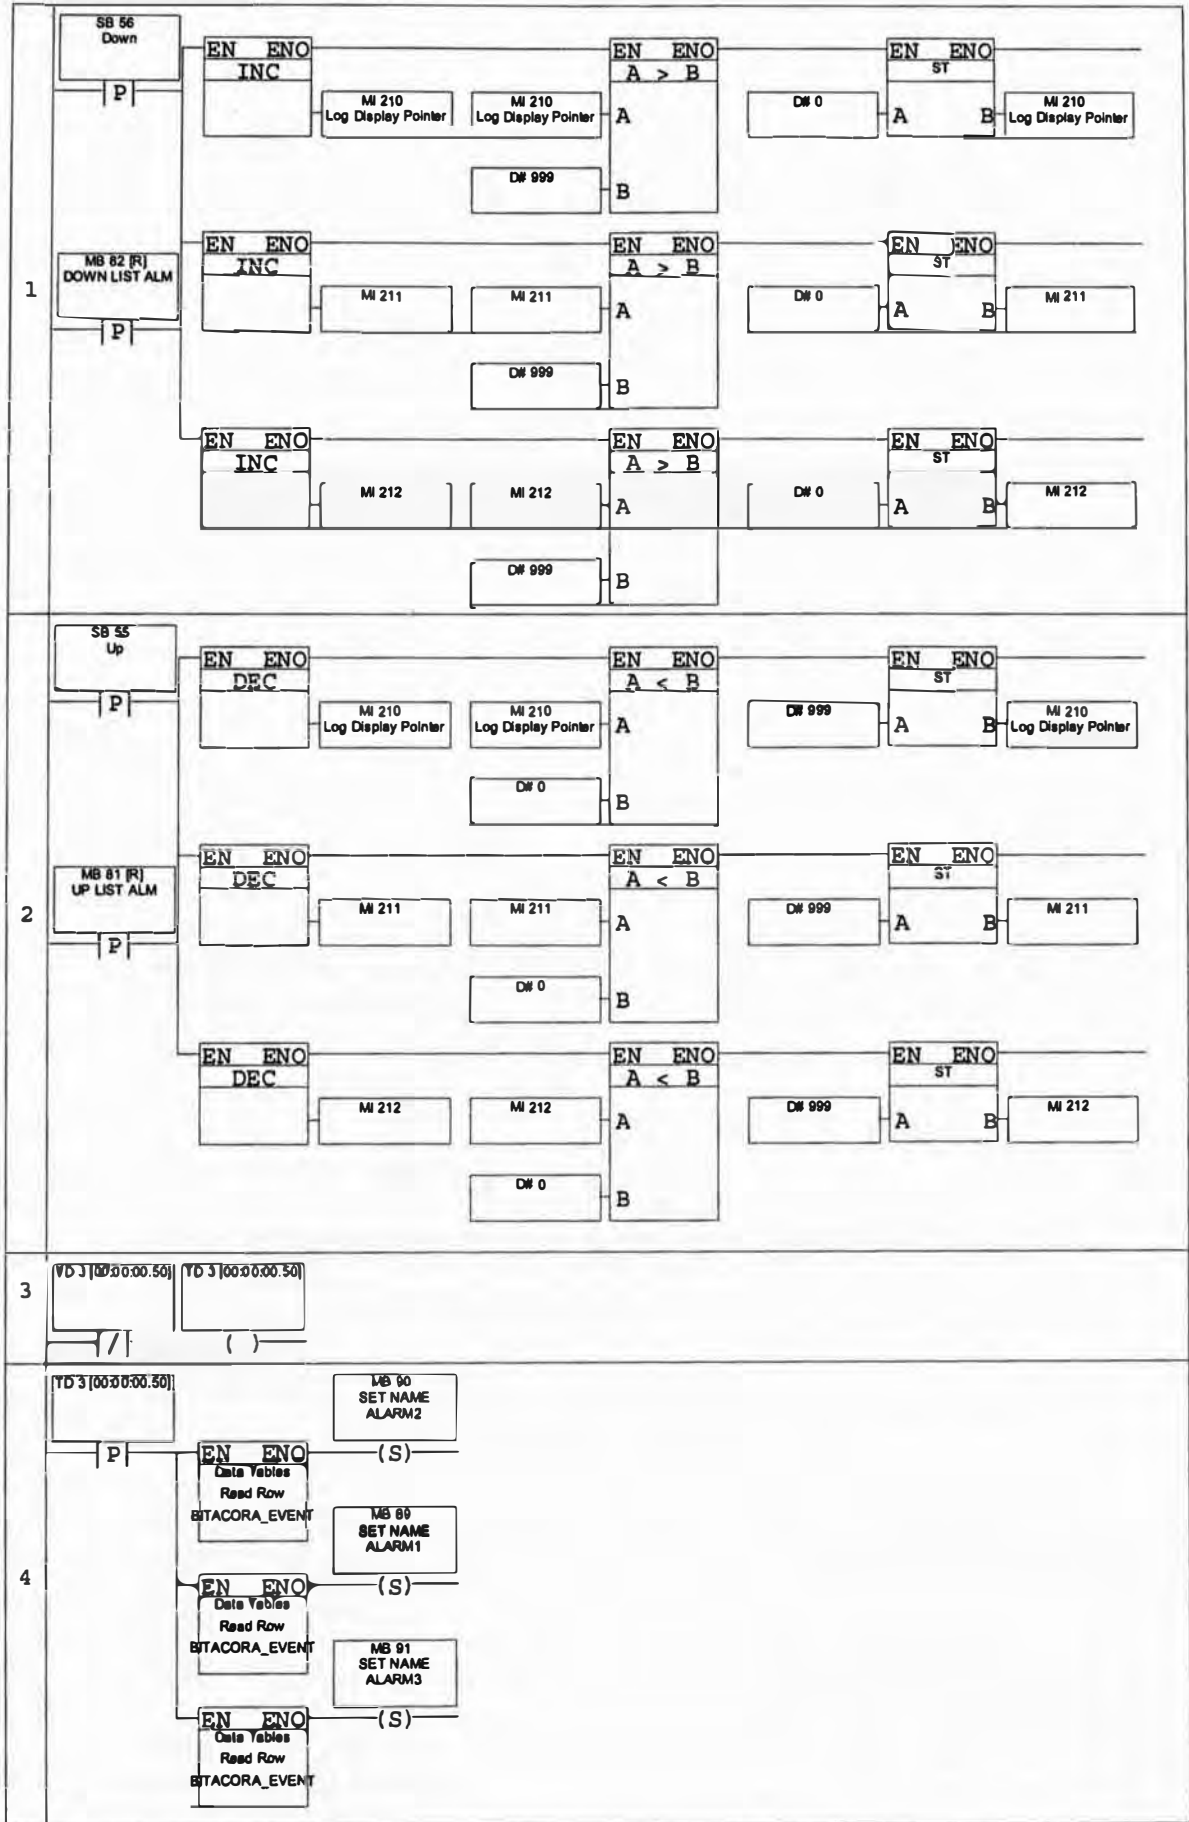 1
SB 56
Down
P
EN ENO
INC
MI 210
Log Display Pointer
MI 210
Log Display Pointer
EN ENO
A > B
A
D# 999
B
D# 0
EN ENO
ST
A B
MI 210
Log Display Pointer
MB 82 [R]
DOWN LIST ALM
P
EN ENO
INC
MI 211
MI 211
EN ENO
A > B
A
D# 999
B
D# 0
EN ENO
ST
A B
MI 211
EN ENO
INC
MI 212
MI 212
EN ENO
A > B
A
D# 999
B
D# 0
EN ENO
ST
A B
MI 212
2
SB 55
Up
P
EN ENO
DEC
MI 210
Log Display Pointer
MI 210
Log Display Pointer
EN ENO
A < B
A
D# 0
B
D# 999
EN ENO
ST
A B
MI 210
Log Display Pointer
MB 81 [R]
UP LIST ALM
P
EN ENO
DEC
MI 211
MI 211
EN ENO
A < B
A
D# 0
B
D# 999
EN ENO
ST
A B
MI 211
EN ENO
DEC
MI 212
MI 212
EN ENO
A < B
A
D# 0
B
D# 999
EN ENO
ST
A B
MI 212
3
TD 3 [00:00:00.50] TD 3 [00:00:00.50]
/ ( )
4
TD 3 [00:00:00.50]
P
MB 90
SET NAME
ALARM2
EN ENO (S)
Data Tables
Read Row
BITACORA_EVENT
MB 89
SET NAME
ALARM1
EN ENO (S)
Data Tables
Read Row
BITACORA_EVENT
MB 91
SET NAME
ALARM3
EN ENO (S)
Data Tables
Read Row
BITACORA_EVENT